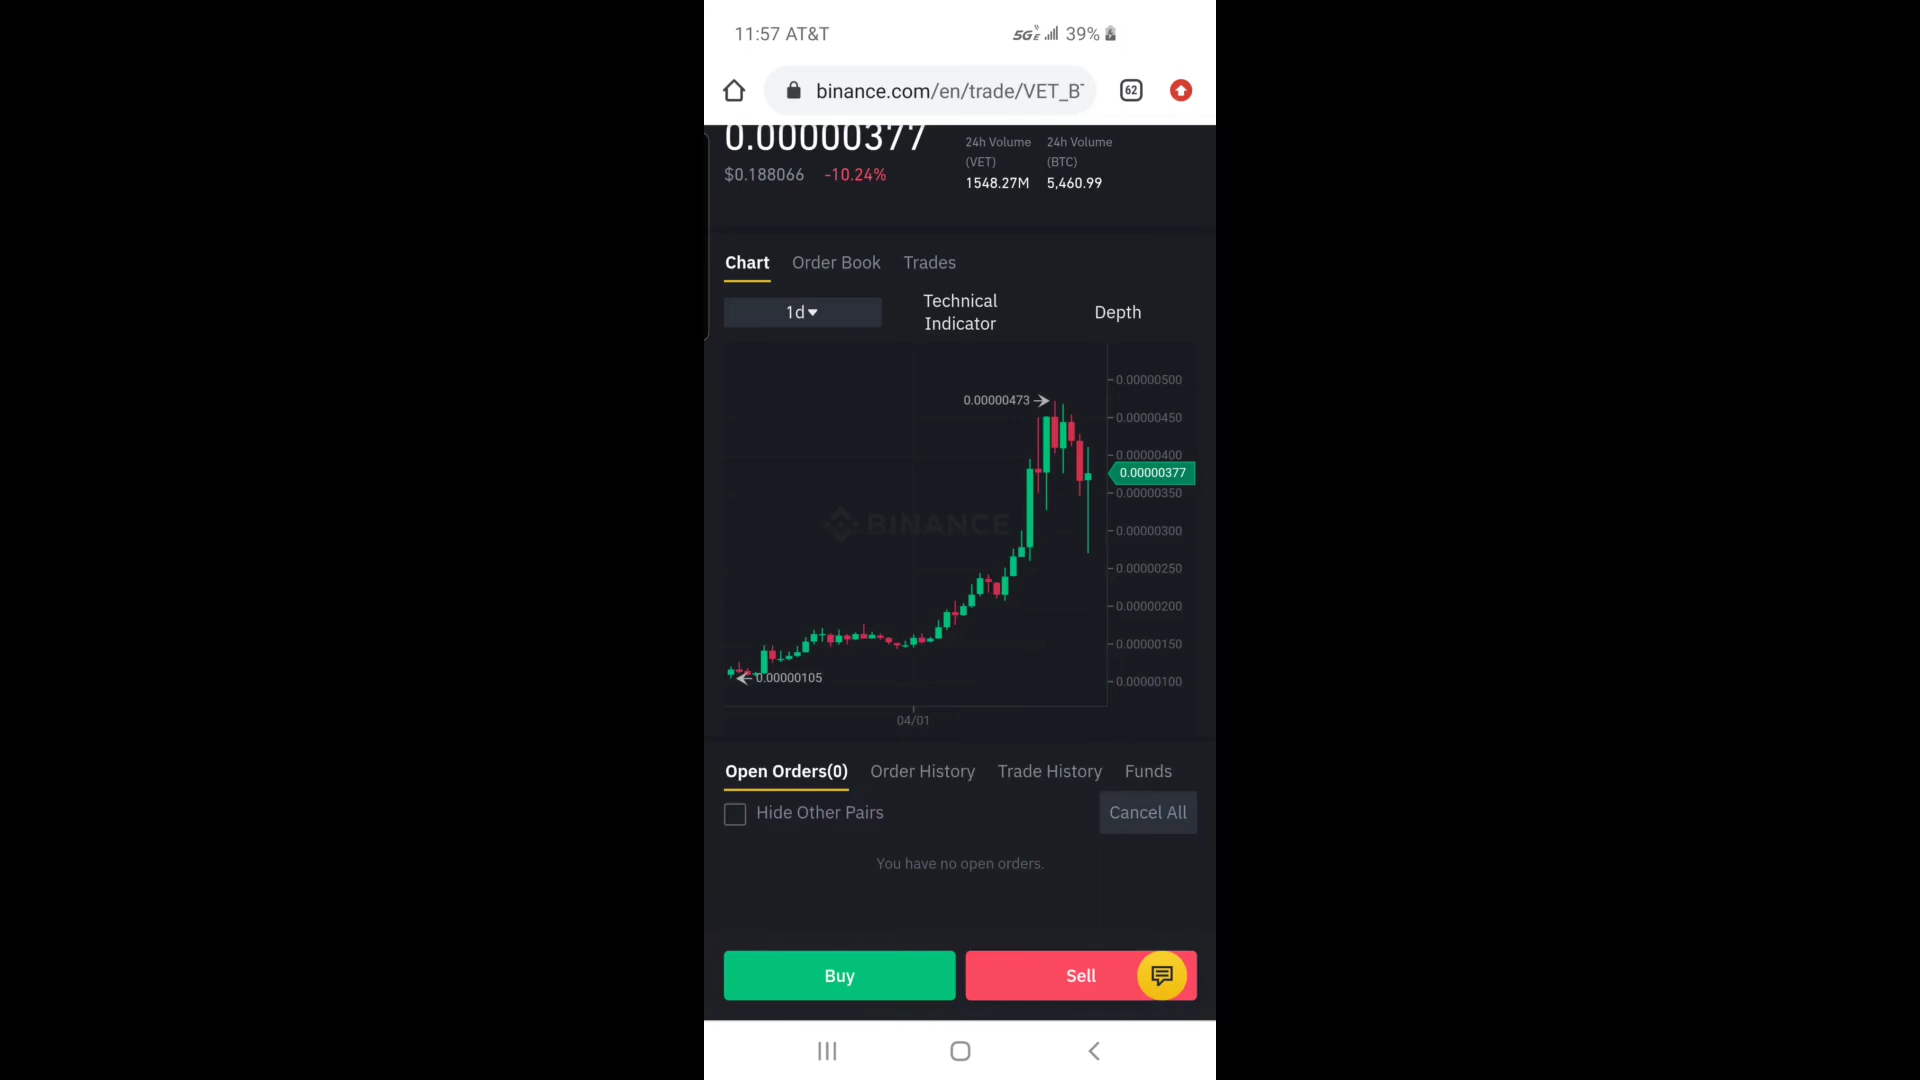 11:57 AT&T 5GE 39%
binance.com/en/trade/VET_B
62
0.00000377
$0.188066 -10.24%
24h Volume (VET)
1548.27M
24h Volume (BTC)
5,460.99
Chart Order Book Trades
1d
Technical
Indicator
Depth
0.00000500
0.00000473
0.00000450
0.00000400
0.00000377
0.00000350
BINANCE
0.00000300
0.00000250
0.00000200
0.00000150
0.00000105
0.00000100
04/01
Open Orders(0) Order History Trade History Funds
Hide Other Pairs Cancel All
You have no open orders.
Buy Sell